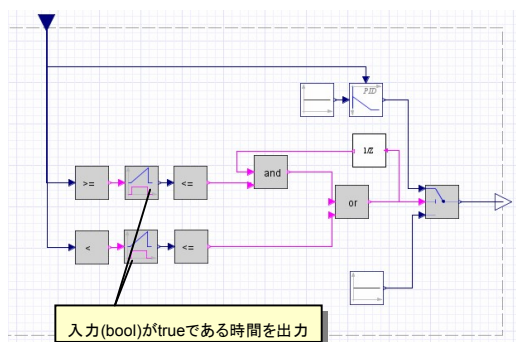 PID
1/Z
>=
<=
and
or
<
<=
入力(bool)がtrueである時間を出力